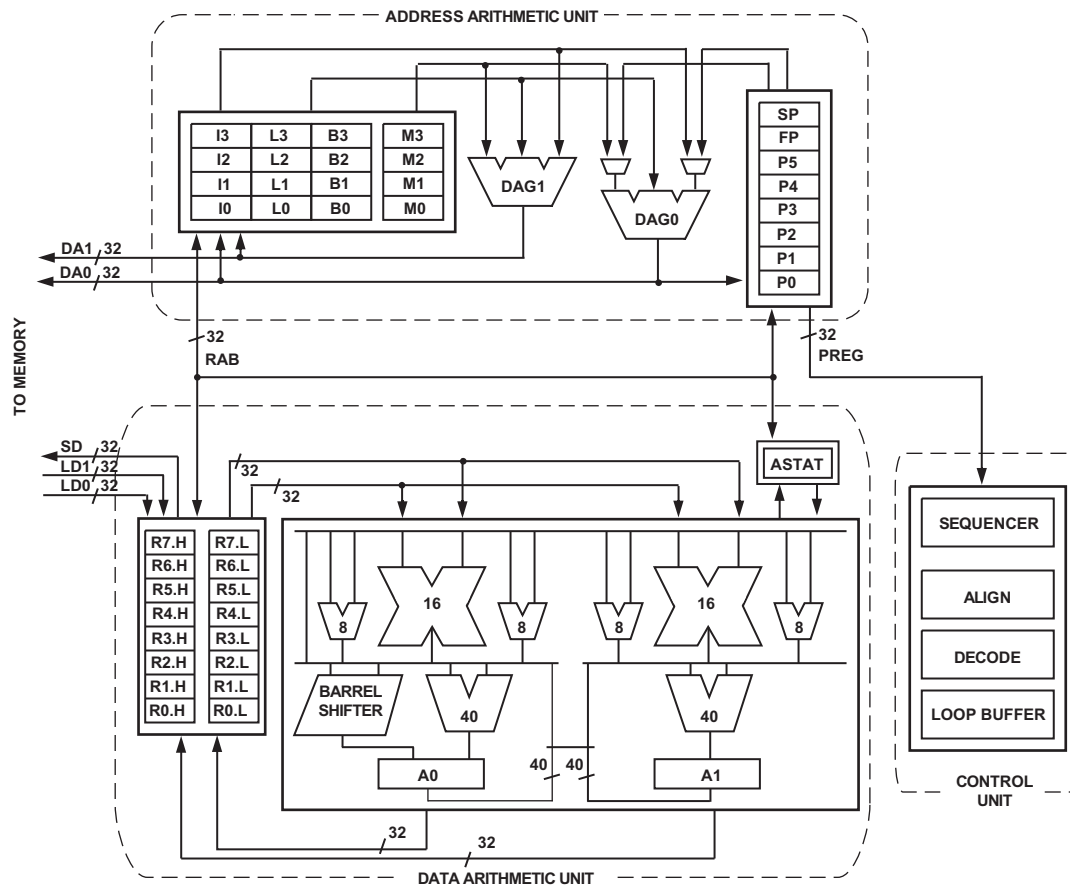 ADDRESS ARITHMETIC UNIT
I3 L3 B3 M3
I2 L2 B2 M2
I1 L1 B1 M1
I0 L0 B0 M0
DAG1
DAG0
SP
FP
P5
P4
P3
P2
P1
P0
DA1 32
DA0 32
32
RAB
32
PREG
TO MEMORY
SD 32
LD1 32
LD0 32
32
32
ASTAT
R7.H R7.L
R6.H R6.L
R5.H R5.L
R4.H R4.L
R3.H R3.L
R2.H R2.L
R1.H R1.L
R0.H R0.L
16
8
8
8
16
8
BARREL
SHIFTER
40
40
A0
40
40
A1
32
32
DATA ARITHMETIC UNIT
SEQUENCER
ALIGN
DECODE
LOOP BUFFER
CONTROL
UNIT